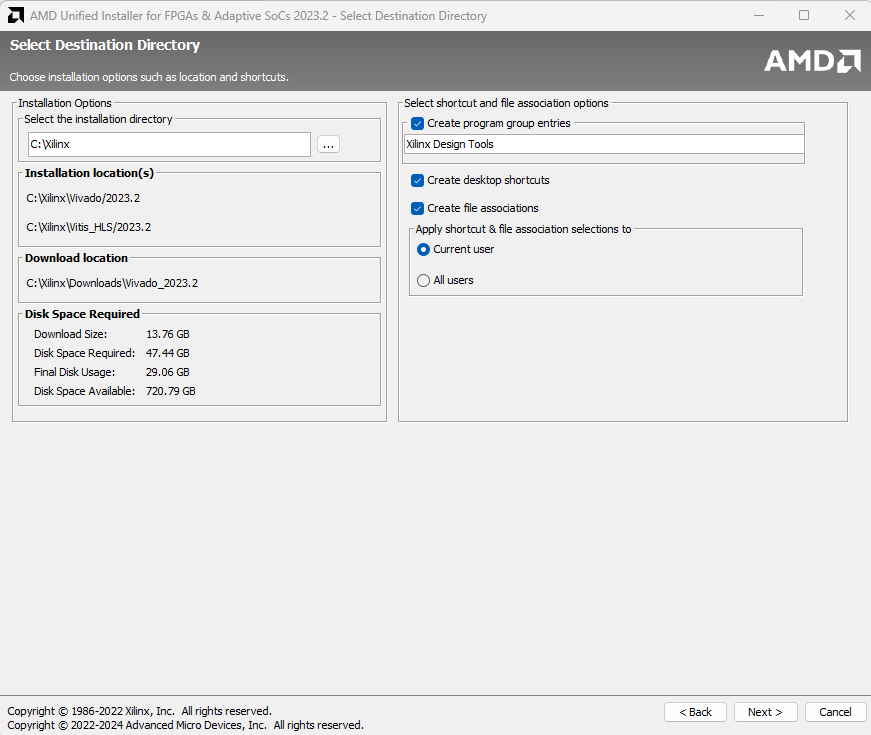 AMD Unified Installer for FPGAs & Adaptive SoCs 2023.2 - Select Destination Directory
Select Destination Directory
Choose installation options such as location and shortcuts.
AMD
Installation Options
Select the installation directory
C:\Xilinx
...
Installation location(s)
C:\Xilinx\Vivado/2023.2
C:\Xilinx\Vitis_HLS/2023.2
Download location
C:\Xilinx\Downloads\Vivado_2023.2
Disk Space Required
Download Size: 13.76 GB
Disk Space Required: 47.44 GB
Final Disk Usage: 29.06 GB
Disk Space Available: 720.79 GB
Select shortcut and file association options
Create program group entries
Xilinx Design Tools
Create desktop shortcuts
Create file associations
Apply shortcut & file association selections to
Current user
All users
Copyright © 1986-2022 Xilinx, Inc. All rights reserved.
Copyright © 2022-2024 Advanced Micro Devices, Inc. All rights reserved.
< Back
Next >
Cancel